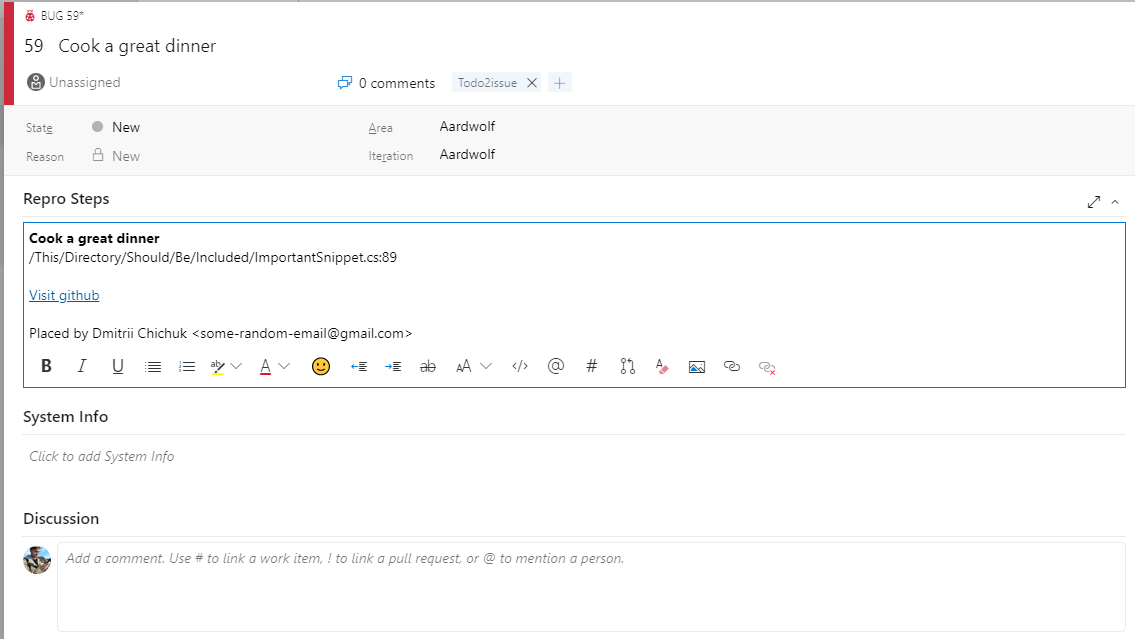 BUG 59*
59 Cook a great dinner
Unassigned
0 comments
Todo2issue
State
New
Area
Aardwolf
Reason
New
Iteration
Aardwolf
Repro Steps
Cook a great dinner
/This/Directory/Should/Be/Included/ImportantSnippet.cs:89
Visit github
Placed by Dmitrii Chichuk <some-random-email@gmail.com>
B I U ab A ab AA </> @ # A
System Info
Click to add System Info
Discussion
Add a comment. Use # to link a work item, ! to link a pull request, or @ to mention a person.